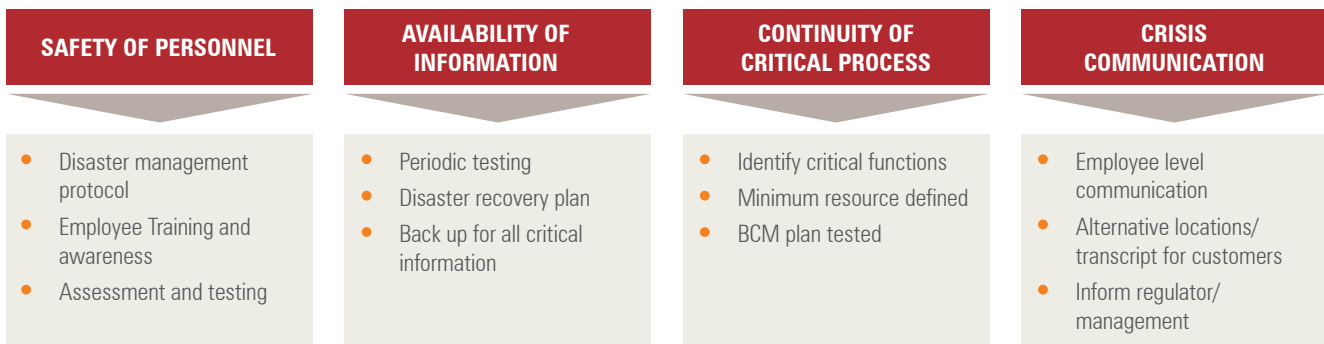 SAFETY OF PERSONNEL
Disaster management
protocol
Employee Training and
awareness
Assessment and testing
AVAILABILITY OF
INFORMATION
Periodic testing
Disaster recovery plan
Back up for all critical
information
CONTINUITY OF
CRITICAL PROCESS
Identify critical functions
Minimum resource defined
BCM plan tested
CRISIS
COMMUNICATION
Employee level
communication
Alternative locations/
transcript for customers
Inform regulator/
management